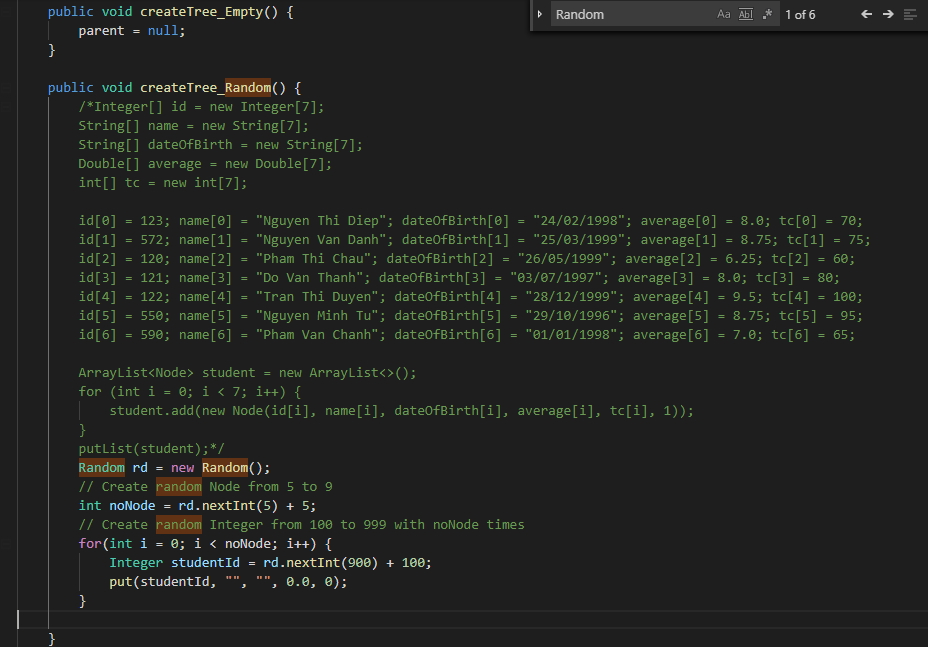 public void createTree_Empty() {
Random Aa Abl .* 1 of 6
    parent = null;
}

public void createTree_Random() {
    /*Integer[] id = new Integer[7];
    String[] name = new String[7];
    String[] dateOfBirth = new String[7];
    Double[] average = new Double[7];
    int[] tc = new int[7];

    id[0] = 123; name[0] = "Nguyen Thi Diep"; dateOfBirth[0] = "24/02/1998"; average[0] = 8.0; tc[0] = 70;
    id[1] = 572; name[1] = "Nguyen Van Danh"; dateOfBirth[1] = "25/03/1999"; average[1] = 8.75; tc[1] = 75;
    id[2] = 120; name[2] = "Pham Thi Chau"; dateOfBirth[2] = "26/05/1999"; average[2] = 6.25; tc[2] = 60;
    id[3] = 121; name[3] = "Do Van Thanh"; dateOfBirth[3] = "03/07/1997"; average[3] = 8.0; tc[3] = 80;
    id[4] = 122; name[4] = "Tran Thi Duyen"; dateOfBirth[4] = "28/12/1999"; average[4] = 9.5; tc[4] = 100;
    id[5] = 550; name[5] = "Nguyen Minh Tu"; dateOfBirth[5] = "29/10/1996"; average[5] = 8.75; tc[5] = 95;
    id[6] = 590; name[6] = "Pham Van Chanh"; dateOfBirth[6] = "01/01/1998"; average[6] = 7.0; tc[6] = 65;

    ArrayList<Node> student = new ArrayList<>();
    for (int i = 0; i < 7; i++) {
        student.add(new Node(id[i], name[i], dateOfBirth[i], average[i], tc[i], 1));
    }
    putList(student);*/
    Random rd = new Random();
    // Create random Node from 5 to 9
    int noNode = rd.nextInt(5) + 5;
    // Create random Integer from 100 to 999 with noNode times
    for(int i = 0; i < noNode; i++) {
        Integer studentId = rd.nextInt(900) + 100;
        put(studentId, "", "", 0.0, 0);
    }

}